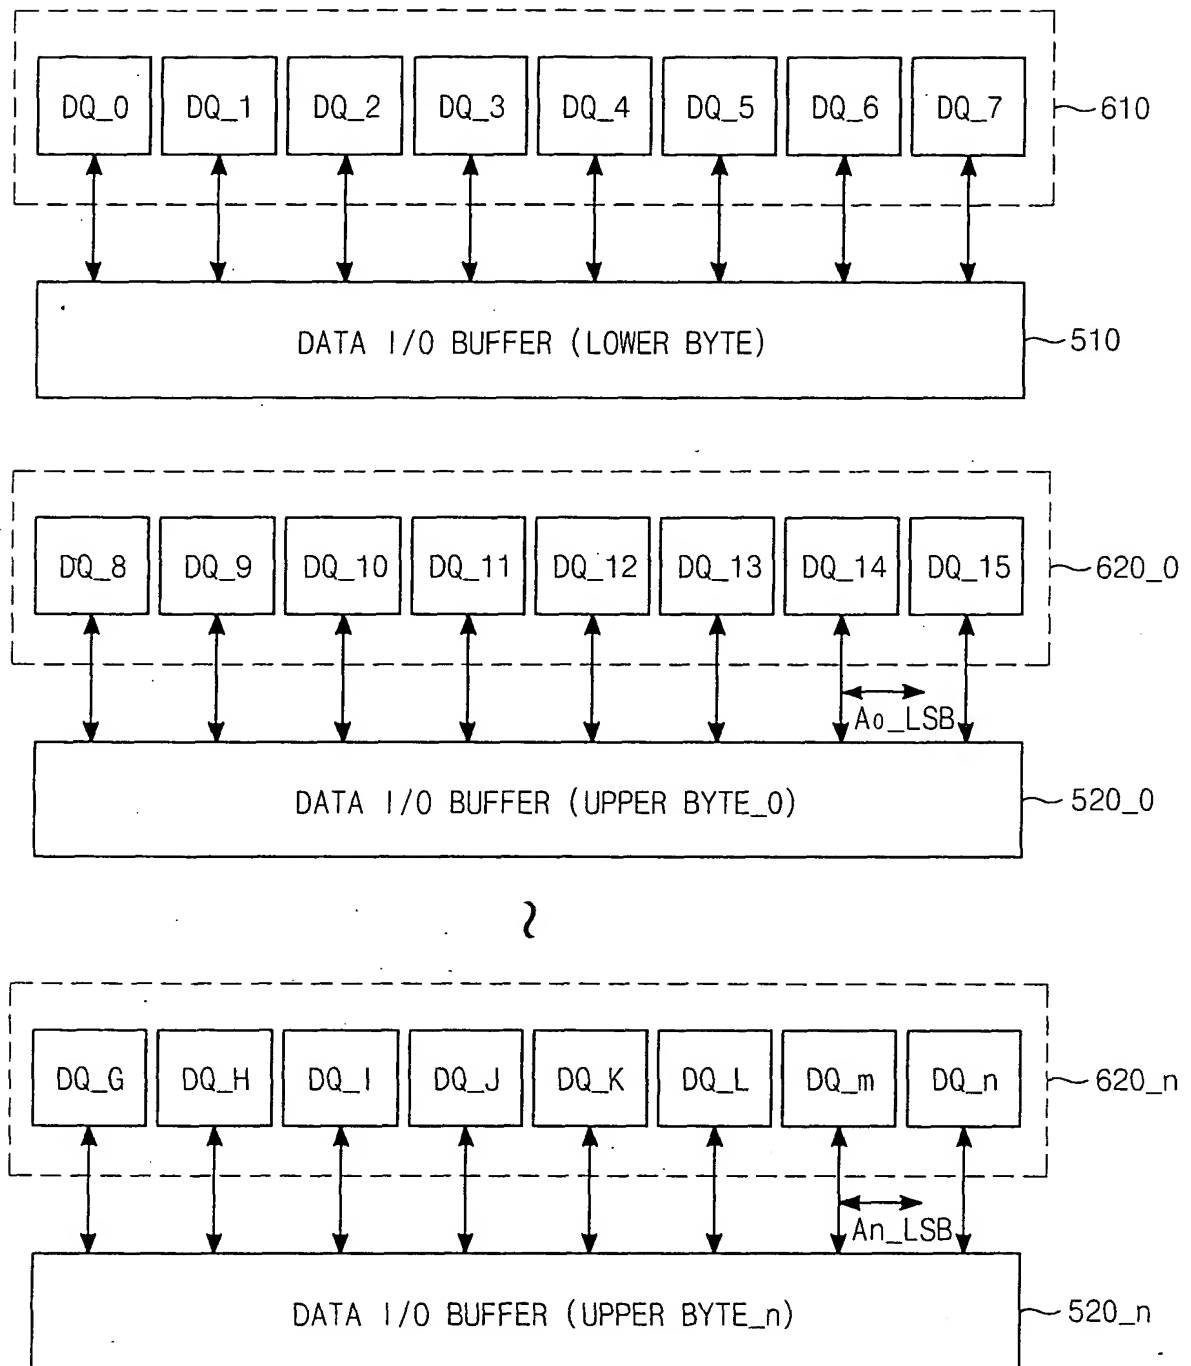 DQ_0 DQ_1 DQ_2 DQ_3 DQ_4 DQ_5 DQ_6 DQ_7 610
DATA I/O BUFFER (LOWER BYTE) 510
DQ_8 DQ_9 DQ_10 DQ_11 DQ_12 DQ_13 DQ_14 DQ_15 620_0
A0_LSB
DATA I/O BUFFER (UPPER BYTE_0) 520_0
DQ_G DQ_H DQ_I DQ_J DQ_K DQ_L DQ_m DQ_n 620_n
An_LSB
DATA I/O BUFFER (UPPER BYTE_n) 520_n